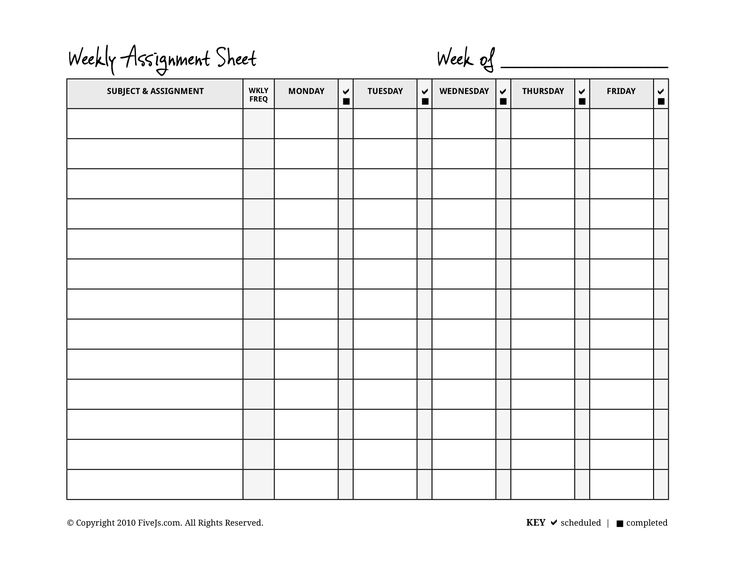 Weekly Assignment Sheet Week of
SUBJECT & ASSIGNMENT WKLY FREQ MONDAY ✓ ■ TUESDAY ✓ ■ WEDNESDAY ✓ ■ THURSDAY ✓ ■ FRIDAY ✓ ■
© Copyright 2010 FiveJs.com. All Rights Reserved. KEY ✓ scheduled | ■ completed